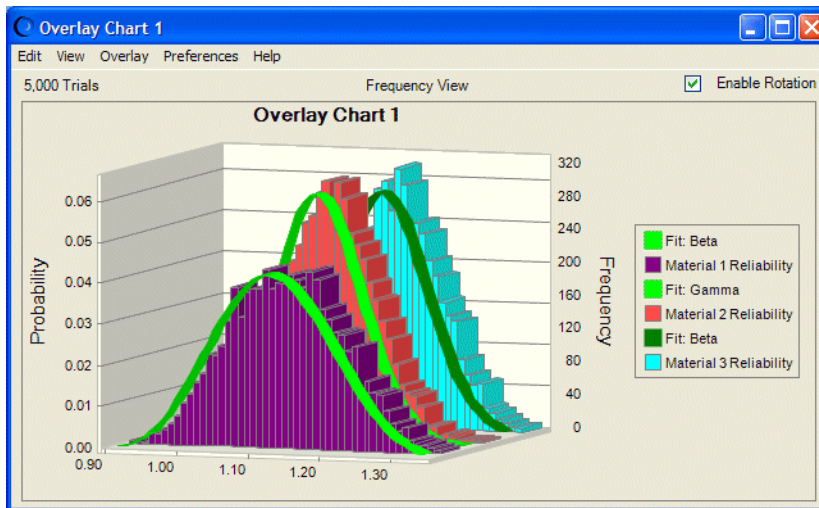 Overlay Chart 1
Edit View Overlay Preferences Help
5,000 Trials Frequency View Enable Rotation
Overlay Chart 1
Probability
0.06
0.05
0.04
0.03
0.02
0.01
0.00
0.90 1.00 1.10 1.20 1.30
320
280
240
200
160
120
80
40
0
Frequency
Fit: Beta
Material 1 Reliability
Fit: Gamma
Material 2 Reliability
Fit: Beta
Material 3 Reliability